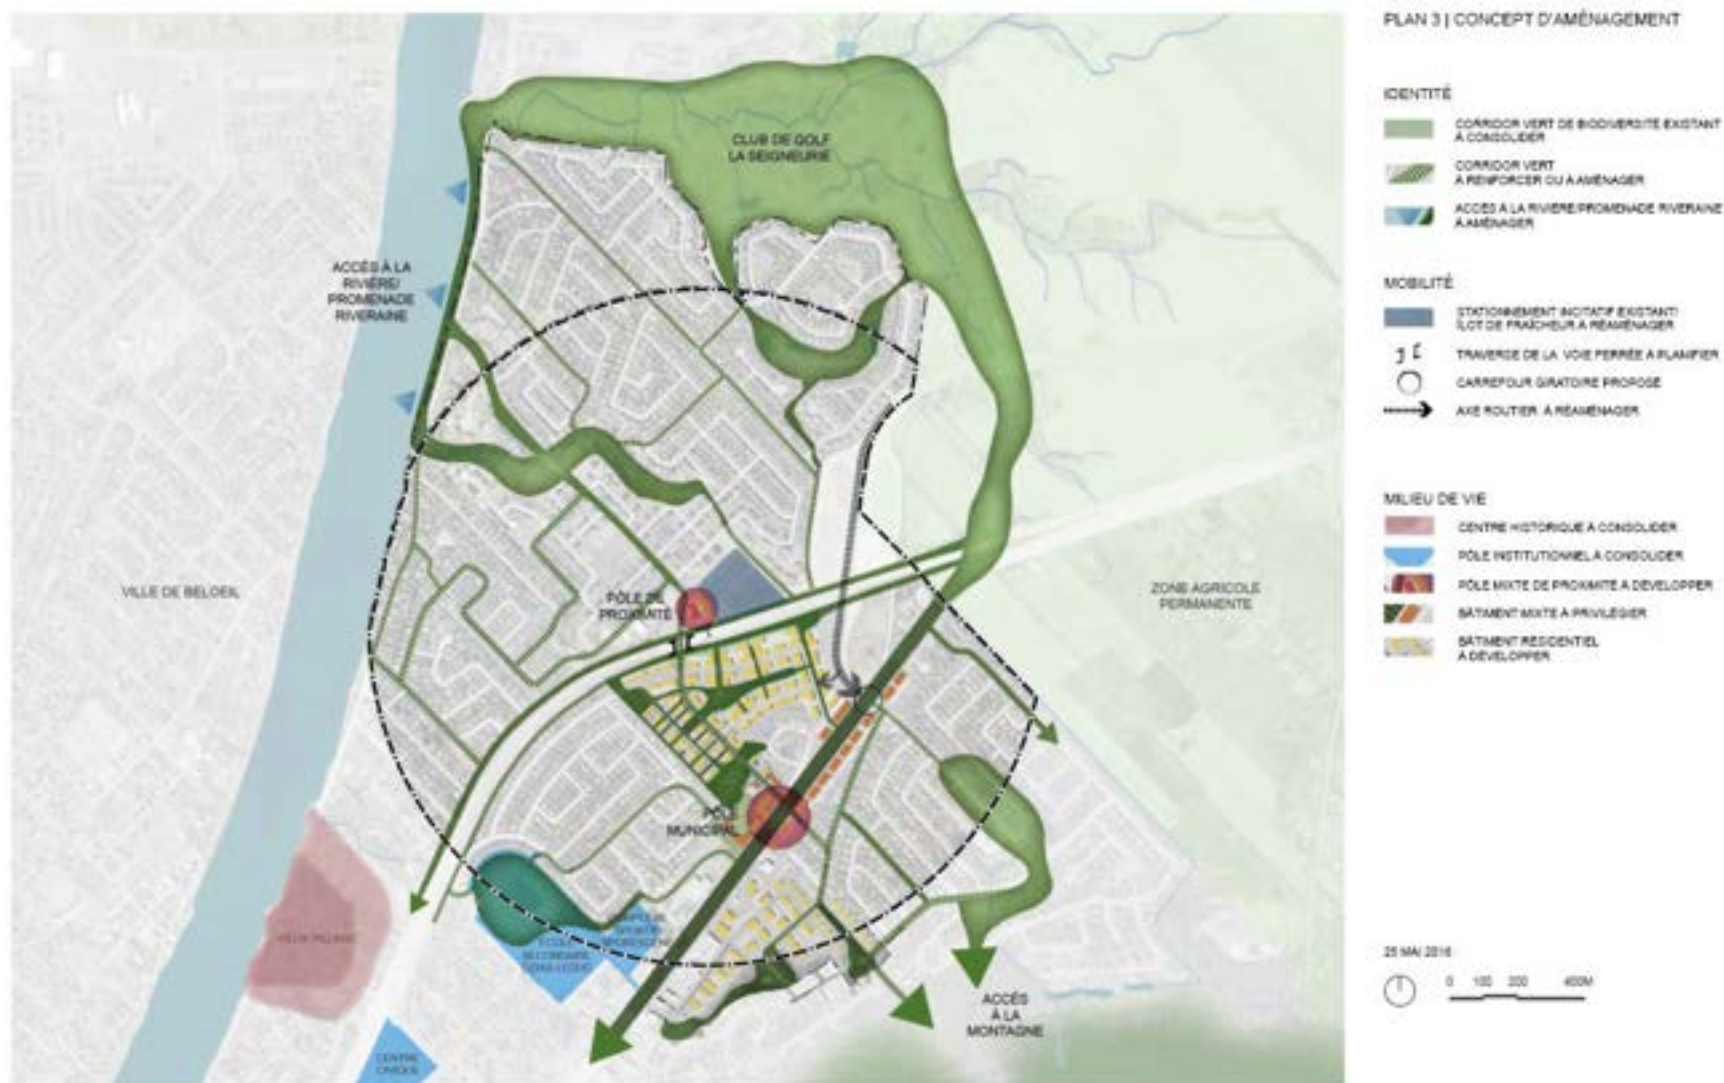 PLAN 3 | CONCEPT D'AMÉNAGEMENT
IDENTITÉ
CORRIDOR VERT DE BIODIVERSITÉ EXISTANT
À CONSOLIDER
CORRIDOR VERT
À RENFORCER OU À AMÉNAGER
ACCÈS À LA RIVIÈRE/PROMENADE RIVERAINE
À AMÉNAGER
MOBILITÉ
STATIONNEMENT INCITATIF EXISTANT/
ÎLOT DE FRAÎCHEUR À RÉAMÉNAGER
TRAVERSE DE LA VOIE FERRÉE À PLANIFIER
CARREFOUR GIRATOIRE PROPOSÉ
AXE ROUTIER À RÉAMÉNAGER
MILIEU DE VIE
CENTRE HISTORIQUE À CONSOLIDER
PÔLE INSTITUTIONNEL À CONSOLIDER
PÔLE MIXTE DE PROXIMITÉ À DÉVELOPPER
BÂTIMENT MIXTE À PRIVILÉGIER
BÂTIMENT RÉSIDENTIEL
À DÉVELOPPER
25 MAI 2016
0 100 200 400M
CLUB DE GOLF
LA SEIGNEURIE
ACCÈS À LA
RIVIÈRE/
PROMENADE
RIVERAINE
VILLE DE BELOEIL
PÔLE DE
PROXIMITÉ
ZONE AGRICOLE
PERMANENTE
PÔLE
MUNICIPAL
ÉCOLE
SECONDAIRE
ACCÈS
À LA
MONTAGNE
CENTRE
CIVIQUE